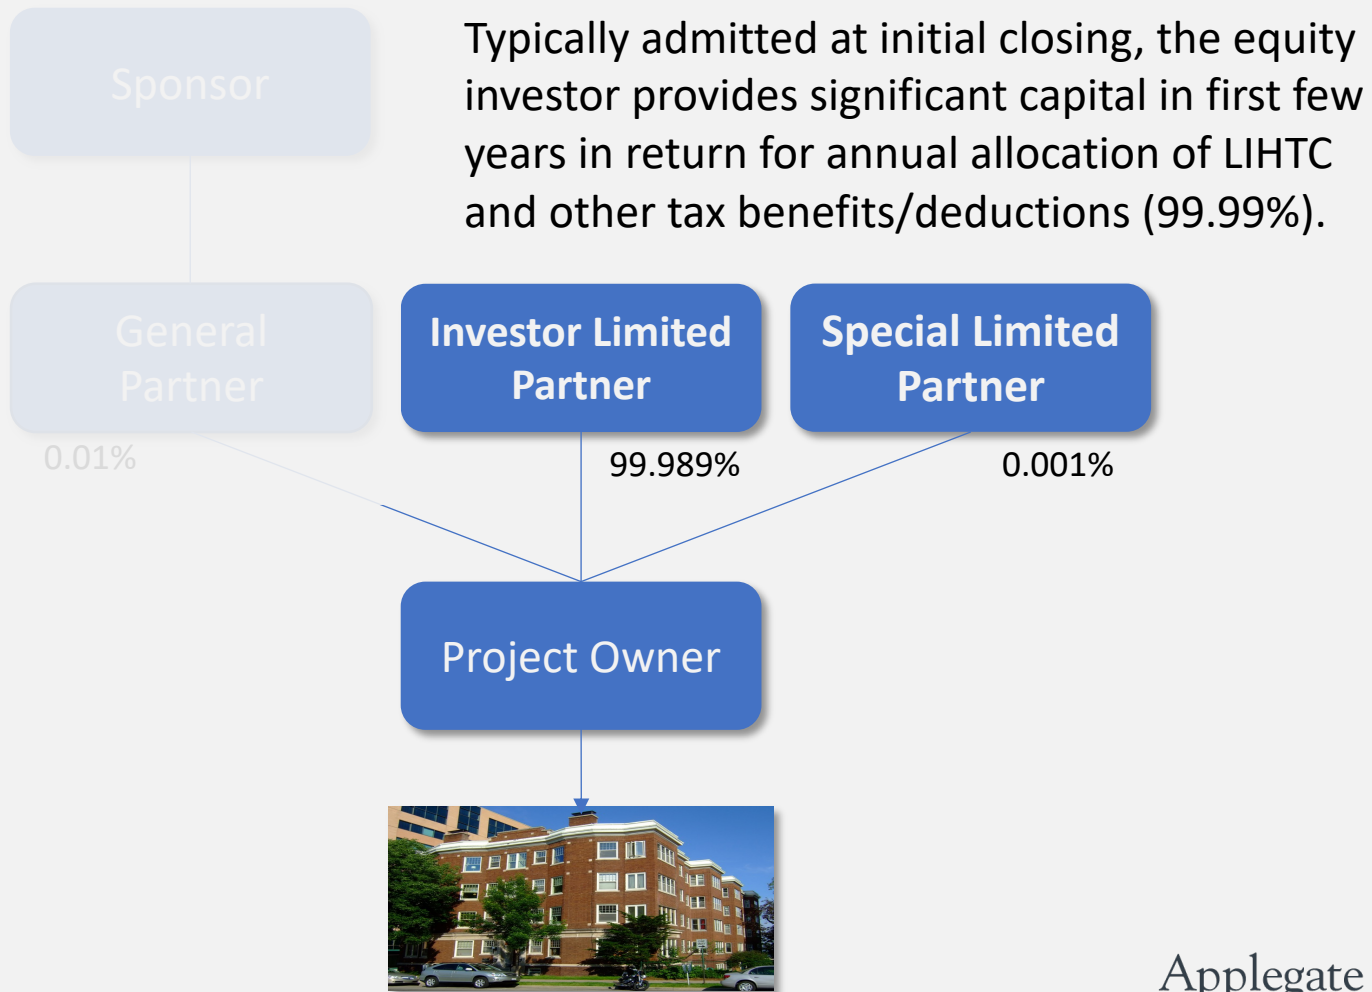 Sponsor
Typically admitted at initial closing, the equity
investor provides significant capital in first few
years in return for annual allocation of LIHTC
and other tax benefits/deductions (99.99%).
General
Partner
Investor Limited
Partner
Special Limited
Partner
0.01%
99.989%
0.001%
Project Owner
Applegate